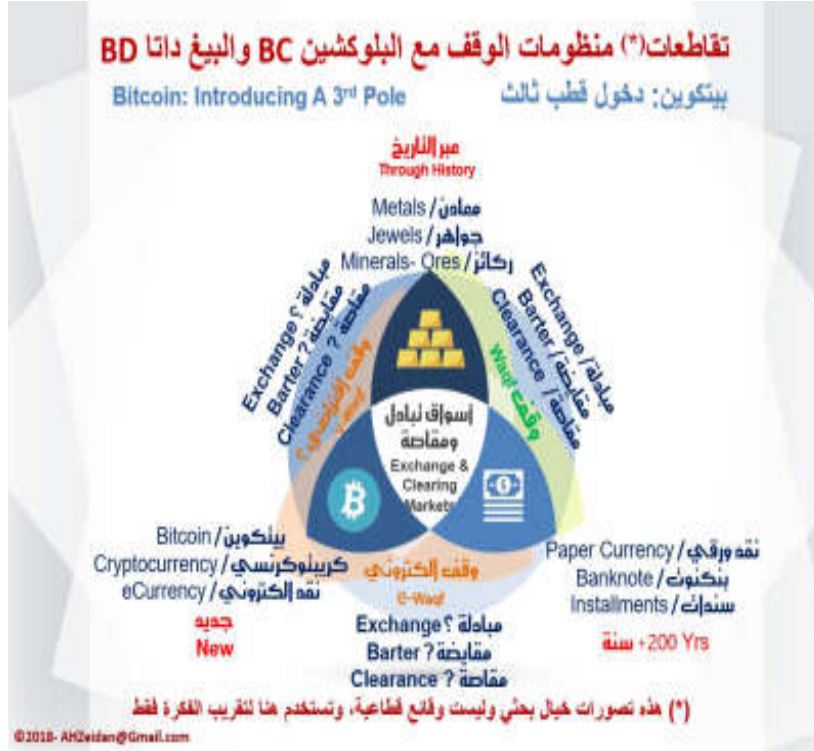 تقاطعات(*) منظومات الوقف مع البلوكشين BC والبيغ داتا BD
بيتكوين: دخول قطب ثالث
Bitcoin: Introducing A 3rd Pole
عبر التاريخ
Through History
معادن / Metals
جواهر / Jewels
ركائز / Minerals- Ores
مبادلة ؟ Exchange
مقايضة ? Barter
مقاصة ? Clearance
وقف إفتراضي؟
مبادلة / Exchange
مقايضة / Barter
مقاصة / Clearance
وقف Waqf
أسواق تبادل
ومقاصة
Exchange &
Clearing
Markets
نقد ورقي / Paper Currency
بنكنوت / Banknote
سندات / Installments
+200 Yrs سنة
بيتكوين / Bitcoin
كريبتوكرنسي / Cryptocurrency
نقد إلكتروني / eCurrency
جديد
New
وقف إلكتروني
E-Waqf
مبادلة ؟ Exchange
مقايضة ? Barter
مقاصة ? Clearance
(*) هذه تصورات خيال بحثي وليست وقائع قطاعية، وتستخدم هنا لتقريب الفكرة فقط
©2018- AHZeidan@Gmail.com